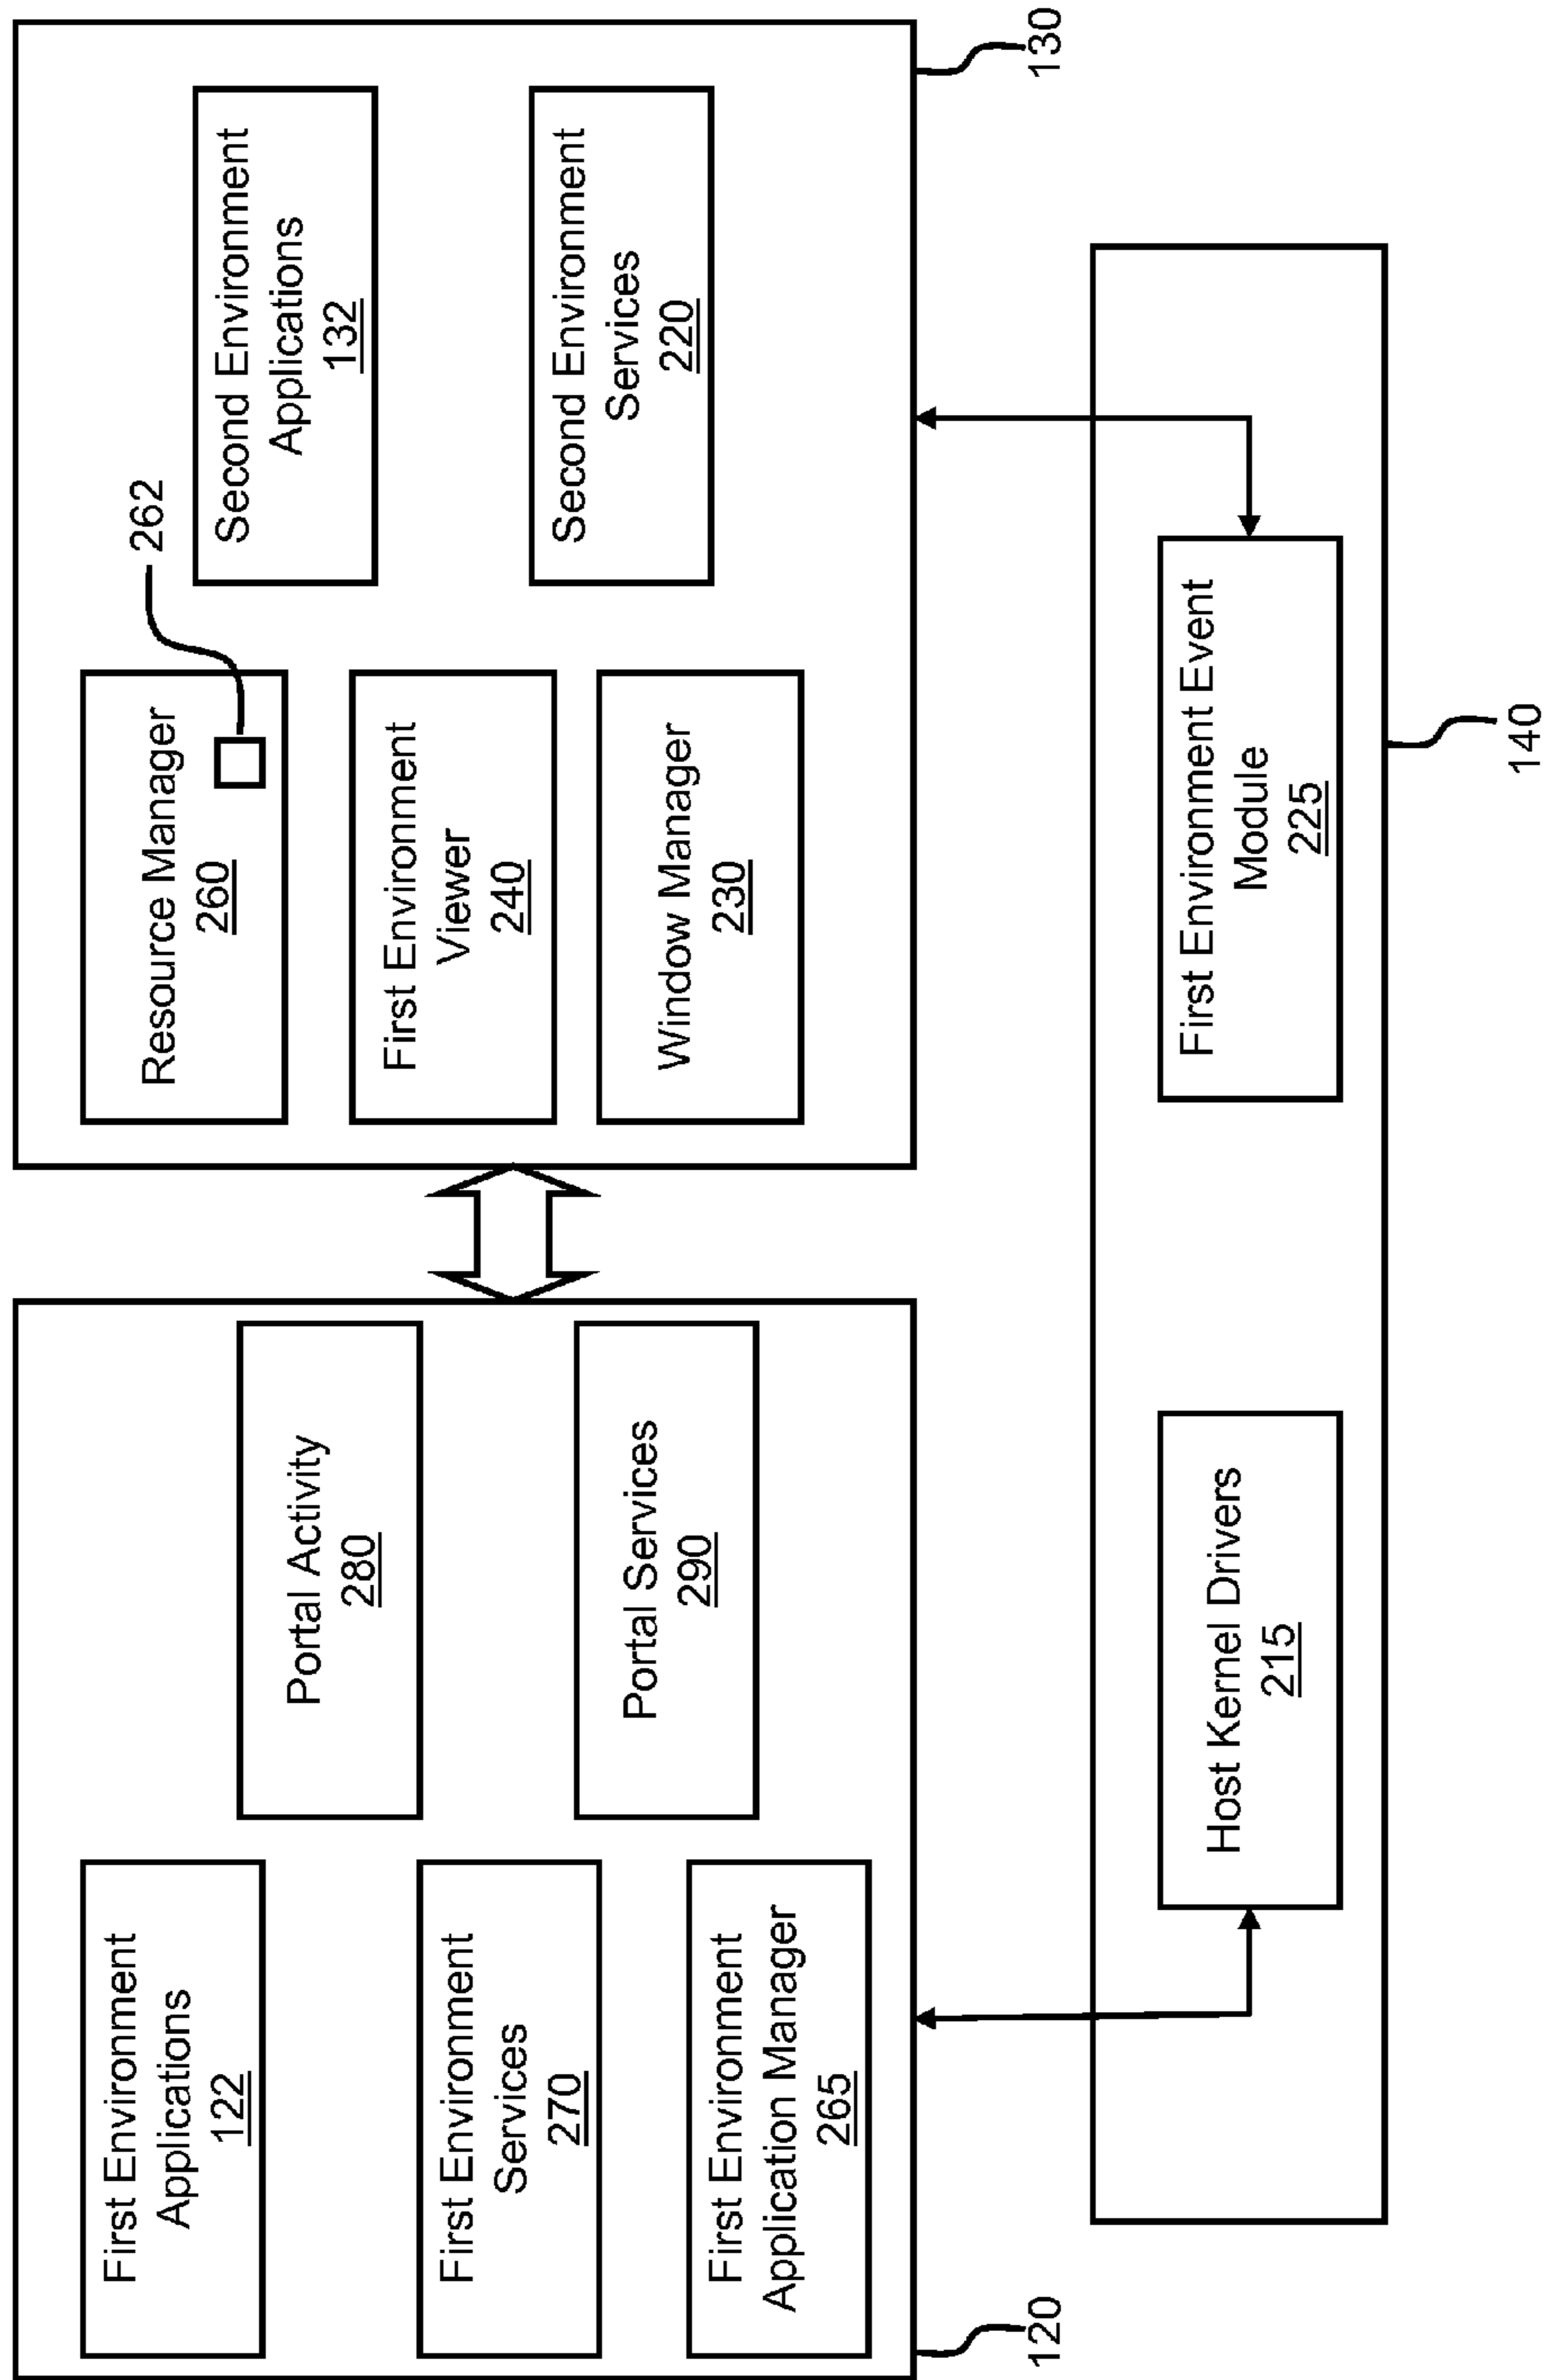 First Environment
Applications
122
First Environment
Services
270
First Environment
Application Manager
265
Portal Activity
280
Portal Services
290
120
Resource Manager
260
262
First Environment
Viewer
240
Window Manager
230
Second Environment
Applications
132
Second Environment
Services
220
130
Host Kernel Drivers
215
First Environment Event
Module
225
140